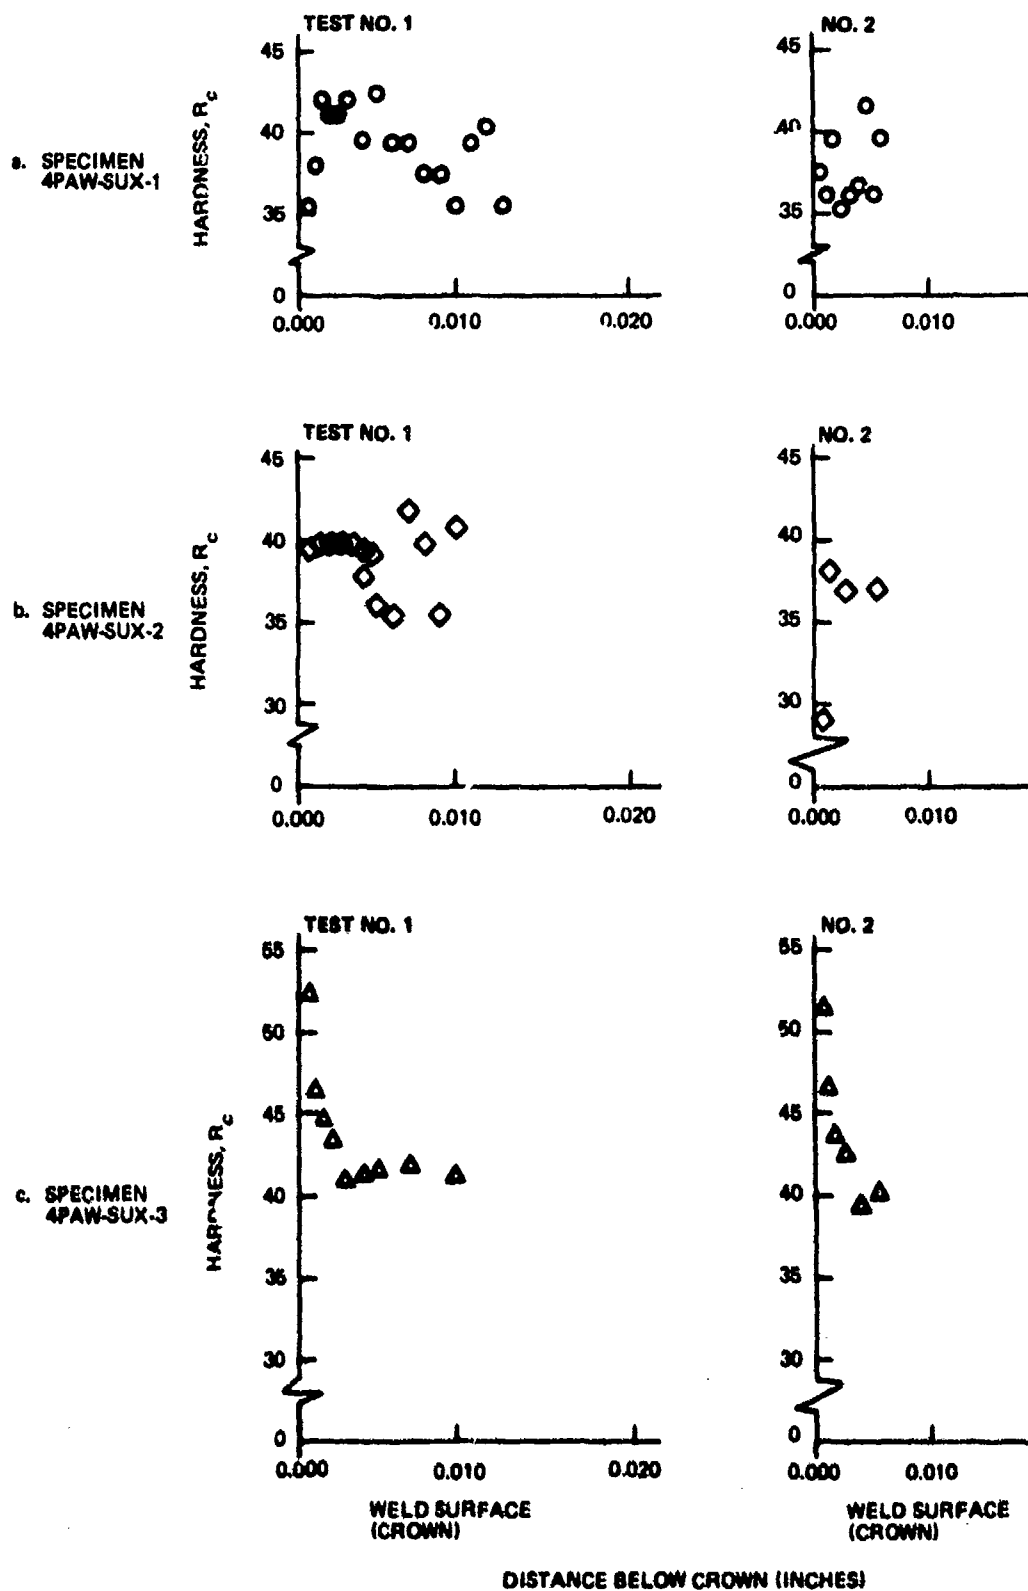 TEST NO. 1
NO. 2
HARDNESS, Rc
a. SPECIMEN
4PAW-SUX-1
45
40
35
0
0.000 0.010 0.020
45
40
35
0
0.000 0.010
TEST NO. 1
NO. 2
HARDNESS, Rc
b. SPECIMEN
4PAW-SUX-2
45
40
35
30
0
0.000 0.010 0.020
45
40
35
30
0
0.000 0.010
TEST NO. 1
NO. 2
HARDNESS, Rc
c. SPECIMEN
4PAW-SUX-3
55
50
45
40
35
30
0
0.000 0.010 0.020
55
50
45
40
35
30
0
0.000 0.010
WELD SURFACE
(CROWN)
WELD SURFACE
(CROWN)
DISTANCE BELOW CROWN (INCHES)